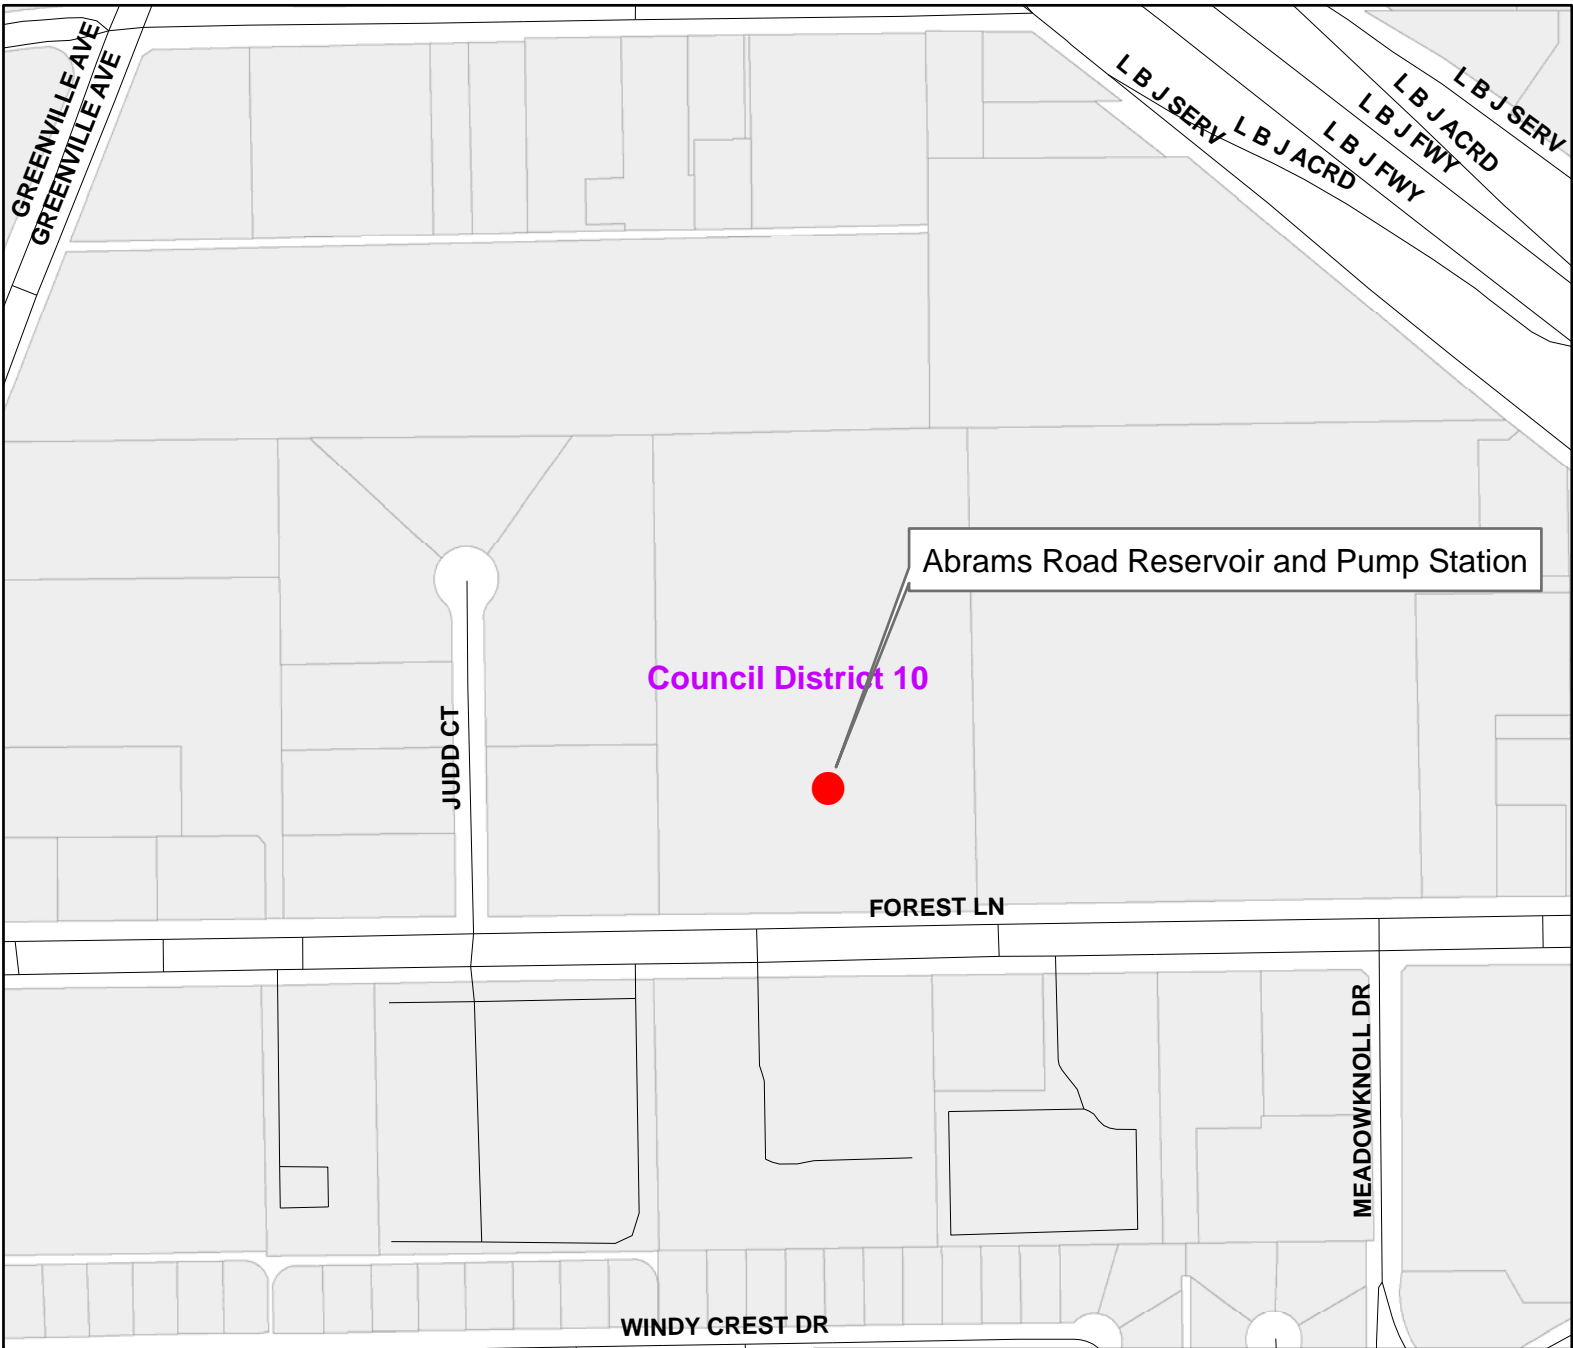 GREENVILLE AVE
GREENVILLE AVE
L B J SERV
L B J ACRD
L B J FWY
L B J FWY
L B J ACRD
L B J SERV
Abrams Road Reservoir and Pump Station
Council District 10
JUDD CT
FOREST LN
MEADOWKNOLL DR
WINDY CREST DR